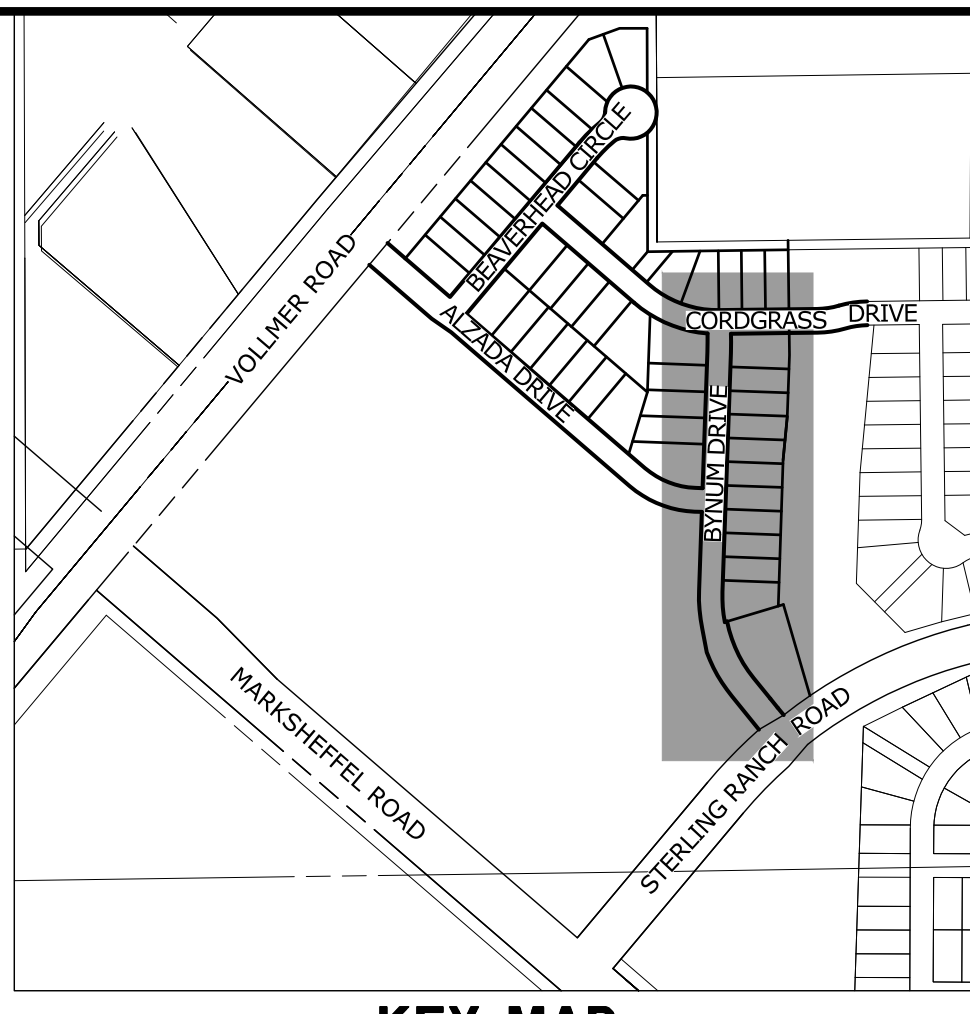 BEAVERHEAD CIRCLE
VOLLMER ROAD
ALZADA DRIVE
CORDGRASS DRIVE
BYNUM DRIVE
MARKSHEFFEL ROAD
STERLING RANCH ROAD
KEY MAP